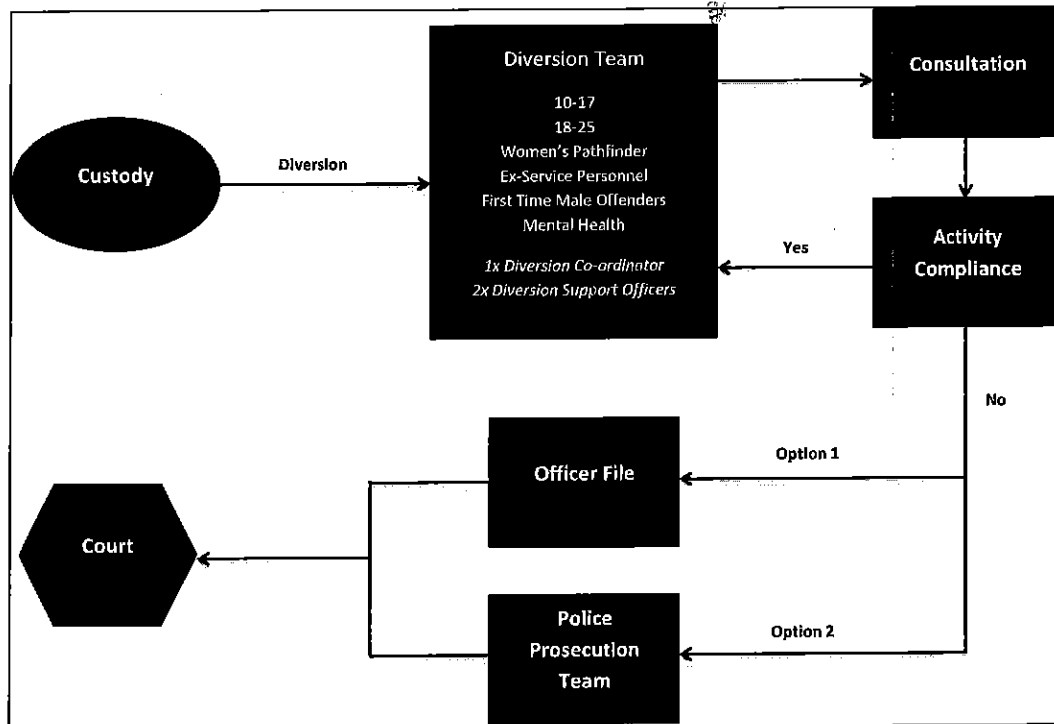 Diversion Team
10-17
18-25
Women's Pathfinder
Ex-Service Personnel
First Time Male Offenders
Mental Health
1x Diversion Co-ordinator
2x Diversion Support Officers
Consultation
Custody
Diversion
Activity
Compliance
Yes
No
Option 1
Officer File
Court
Option 2
Police
Prosecution
Team